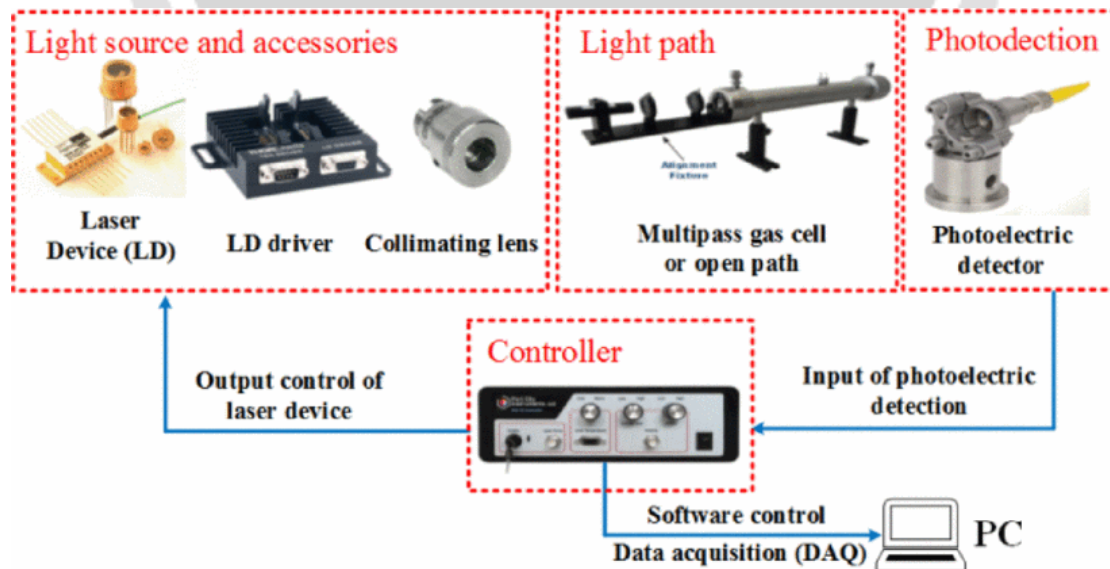 Light source and accessories
Light path
Photodection
Alignment
Fixture
Laser
Device (LD)
LD driver
Collimating lens
Multipass gas cell
or open path
Photoelectric
detector
Controller
Output control of
laser device
Input of photoelectric
detection
Software control
Data acquisition (DAQ)
PC